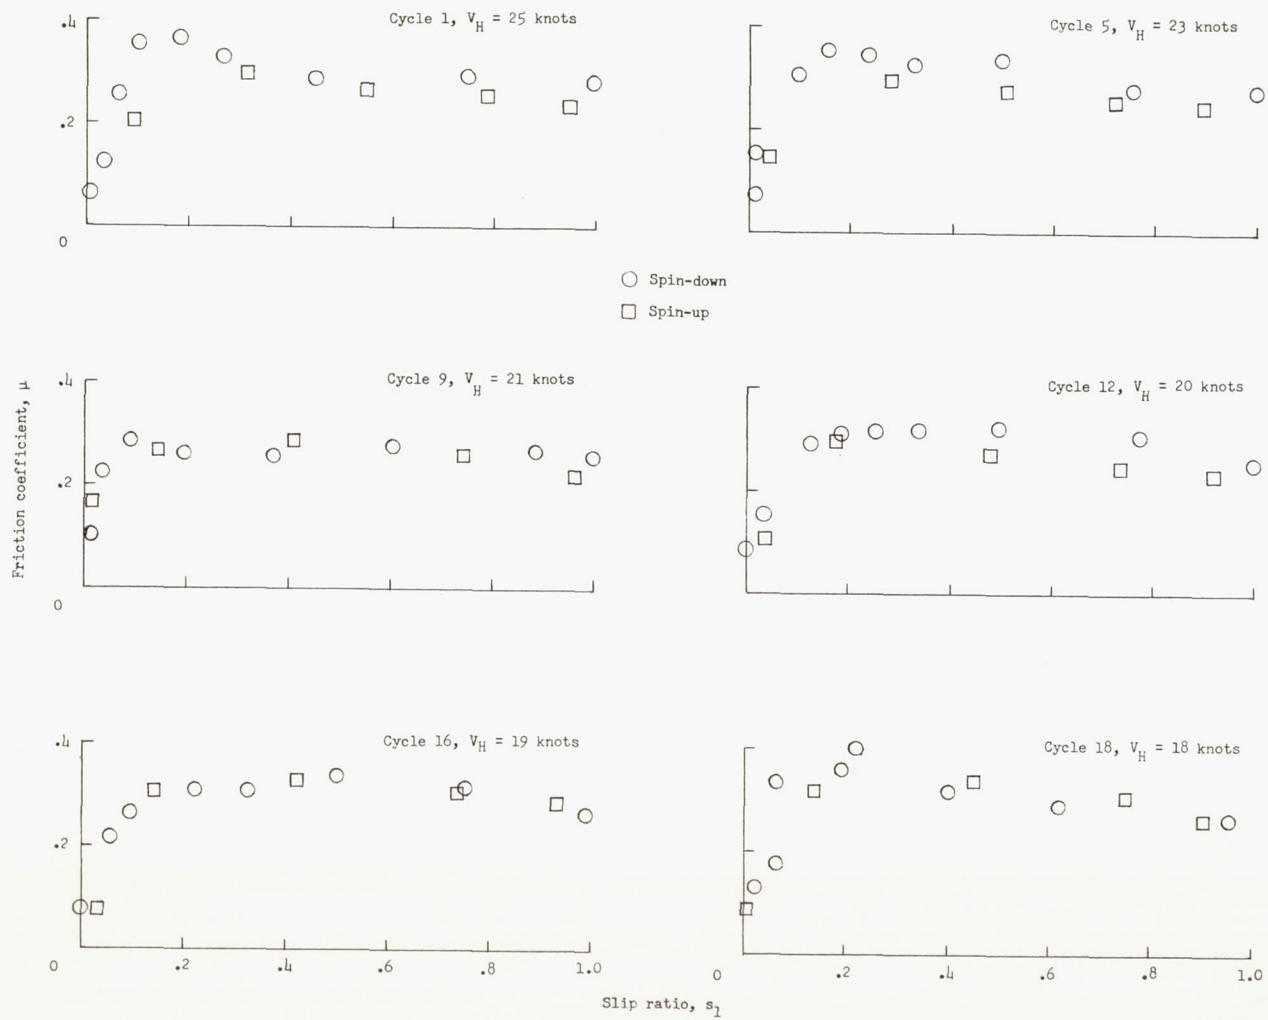 Cycle 1, V_H = 25 knots
.4
.2
0
Cycle 5, V_H = 23 knots
Spin-down
Spin-up
Cycle 9, V_H = 21 knots
.4
.2
0
Cycle 12, V_H = 20 knots
Friction coefficient, μ
Cycle 16, V_H = 19 knots
.4
.2
0 .2 .4 .6 .8 1.0
Cycle 18, V_H = 18 knots
0 .2 .4 .6 .8 1.0
Slip ratio, s_1